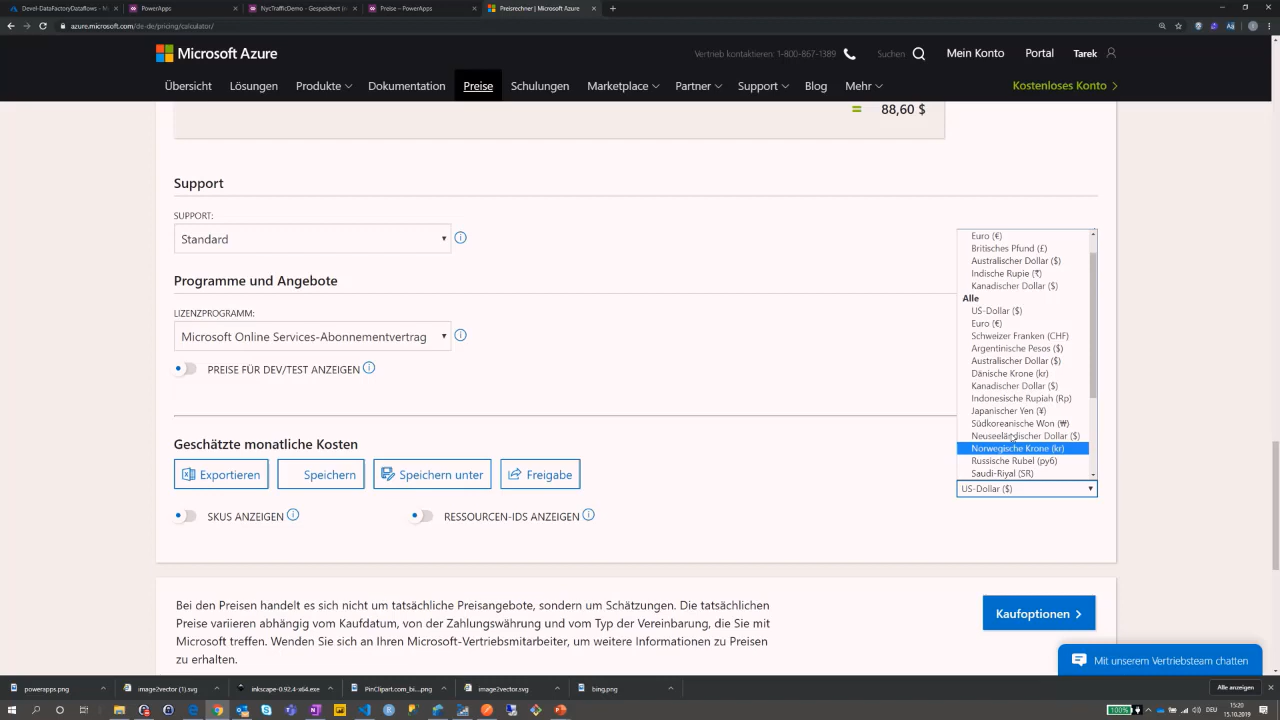 Devel-DataFactoryDataflows - M
PowerApps
NycTrafficDemo - Gespeichert (
Preise – PowerApps
Preisrechner | Microsoft Azure
azure.microsoft.com/de-de/pricing/calculator/
Microsoft Azure
Vertrieb kontaktieren: 1-800-867-1389
Suchen
Mein Konto
Portal
Tarek
Übersicht
Lösungen
Produkte
Dokumentation
Preise
Schulungen
Marketplace
Partner
Support
Blog
Mehr
Kostenloses Konto
= 88,60 $
Support
SUPPORT:
Standard
Programme und Angebote
LIZENZPROGRAMM:
Microsoft Online Services-Abonnementvertrag
PREISE FÜR DEV/TEST ANZEIGEN
Euro (€)
Britisches Pfund (£)
Australischer Dollar ($)
Indische Rupie (₹)
Kanadischer Dollar ($)
Alle
US-Dollar ($)
Euro (€)
Schweizer Franken (CHF)
Argentinische Pesos ($)
Australischer Dollar ($)
Dänische Krone (kr)
Kanadischer Dollar ($)
Indonesische Rupiah (Rp)
Japanischer Yen (¥)
Südkoreanische Won (₩)
Neuseeländischer Dollar ($)
Norwegische Krone (kr)
Russische Rubel (руб)
Saudi-Riyal (SR)
US-Dollar ($)
Geschätzte monatliche Kosten
Exportieren
Speichern
Speichern unter
Freigabe
SKUS ANZEIGEN
RESSOURCEN-IDS ANZEIGEN
Bei den Preisen handelt es sich nicht um tatsächliche Preisangebote, sondern um Schätzungen. Die tatsächlichen
Preise variieren abhängig vom Kaufdatum, von der Zahlungswährung und vom Typ der Vereinbarung, die Sie mit
Microsoft treffen. Wenden Sie sich an Ihren Microsoft-Vertriebsmitarbeiter, um weitere Informationen zu Preisen
zu erhalten.
Kaufoptionen
Mit unserem Vertriebsteam chatten
powerapps.png
image2vector (1).svg
inkscape-0.92.4-x64.exe
PinClipart.com_bi....png
image2vector.svg
bing.png
Alle anzeigen
100%
DEU
15:20
15.10.2019